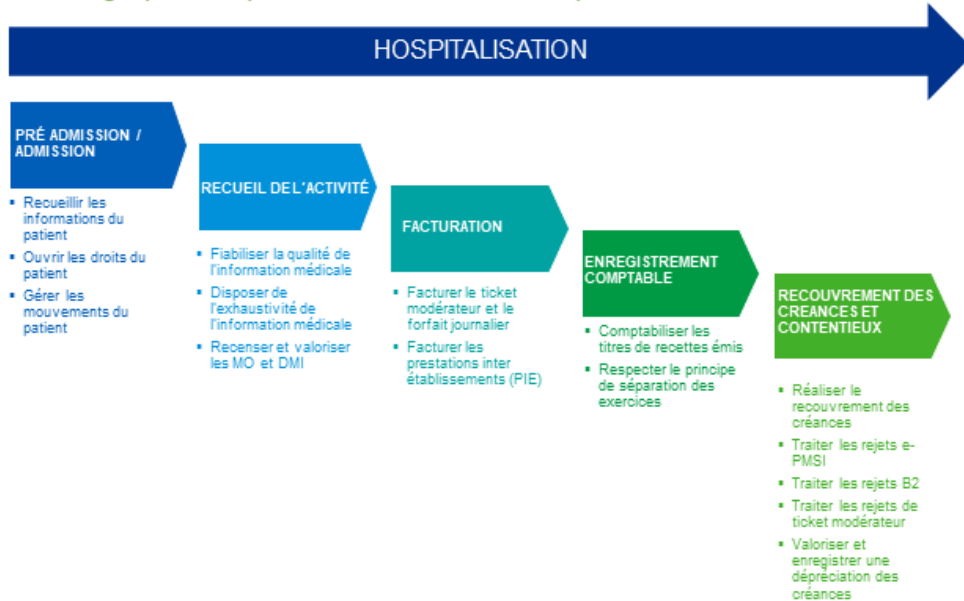 HOSPITALISATION
PRÉ ADMISSION /
ADMISSION
▪ Recueillir les
informations du
patient
▪ Ouvrir les droits du
patient
▪ Gérer les
mouvements du
patient
RECUEIL DE L'ACTIVITÉ
▪ Fiabiliser la qualité de
l'information médicale
▪ Disposer de
l'exhaustivité de
l'information médicale
▪ Recenser et valoriser
les MO et DMI
FACTURATION
▪ Facturer le ticket
modérateur et le
forfait journalier
▪ Facturer les
prestations inter
établissements (PIE)
ENREGISTREMENT
COMPTABLE
▪ Comptabiliser les
titres de recettes émis
▪ Respecter le principe
de séparation des
exercices
RECOUVREMENT DES
CREANCES ET
CONTENTIEUX
▪ Réaliser le
recouvrement des
créances
▪ Traiter les rejets e-
PMSI
▪ Traiter les rejets B2
▪ Traiter les rejets de
ticket modérateur
▪ Valoriser et
enregistrer une
dépréciation des
créances